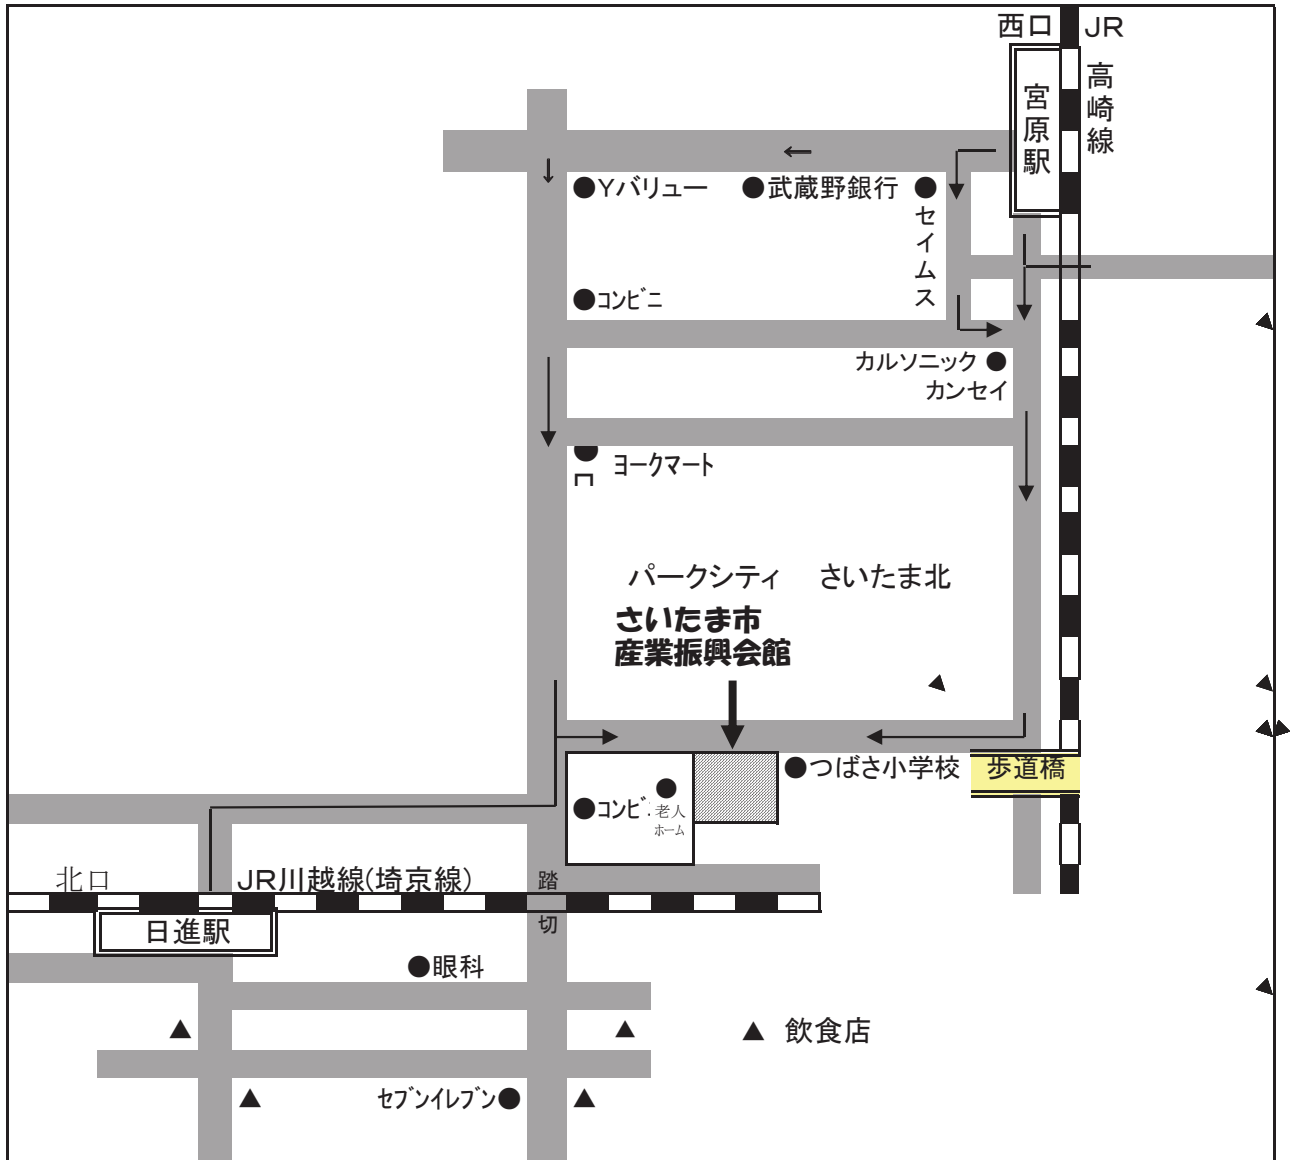 西口
JR
高崎線
宮原駅
←
Yバリュー
武蔵野銀行
セイムス
コンビニ
カルソニック
カンセイ
ヨークマート
パークシティ さいたま北
さいたま市
産業振興会館
つばさ小学校
歩道橋
コンビ
老人
ホーム
北口
JR川越線(埼京線)
踏切
日進駅
眼科
▲ 飲食店
セブンイレブン